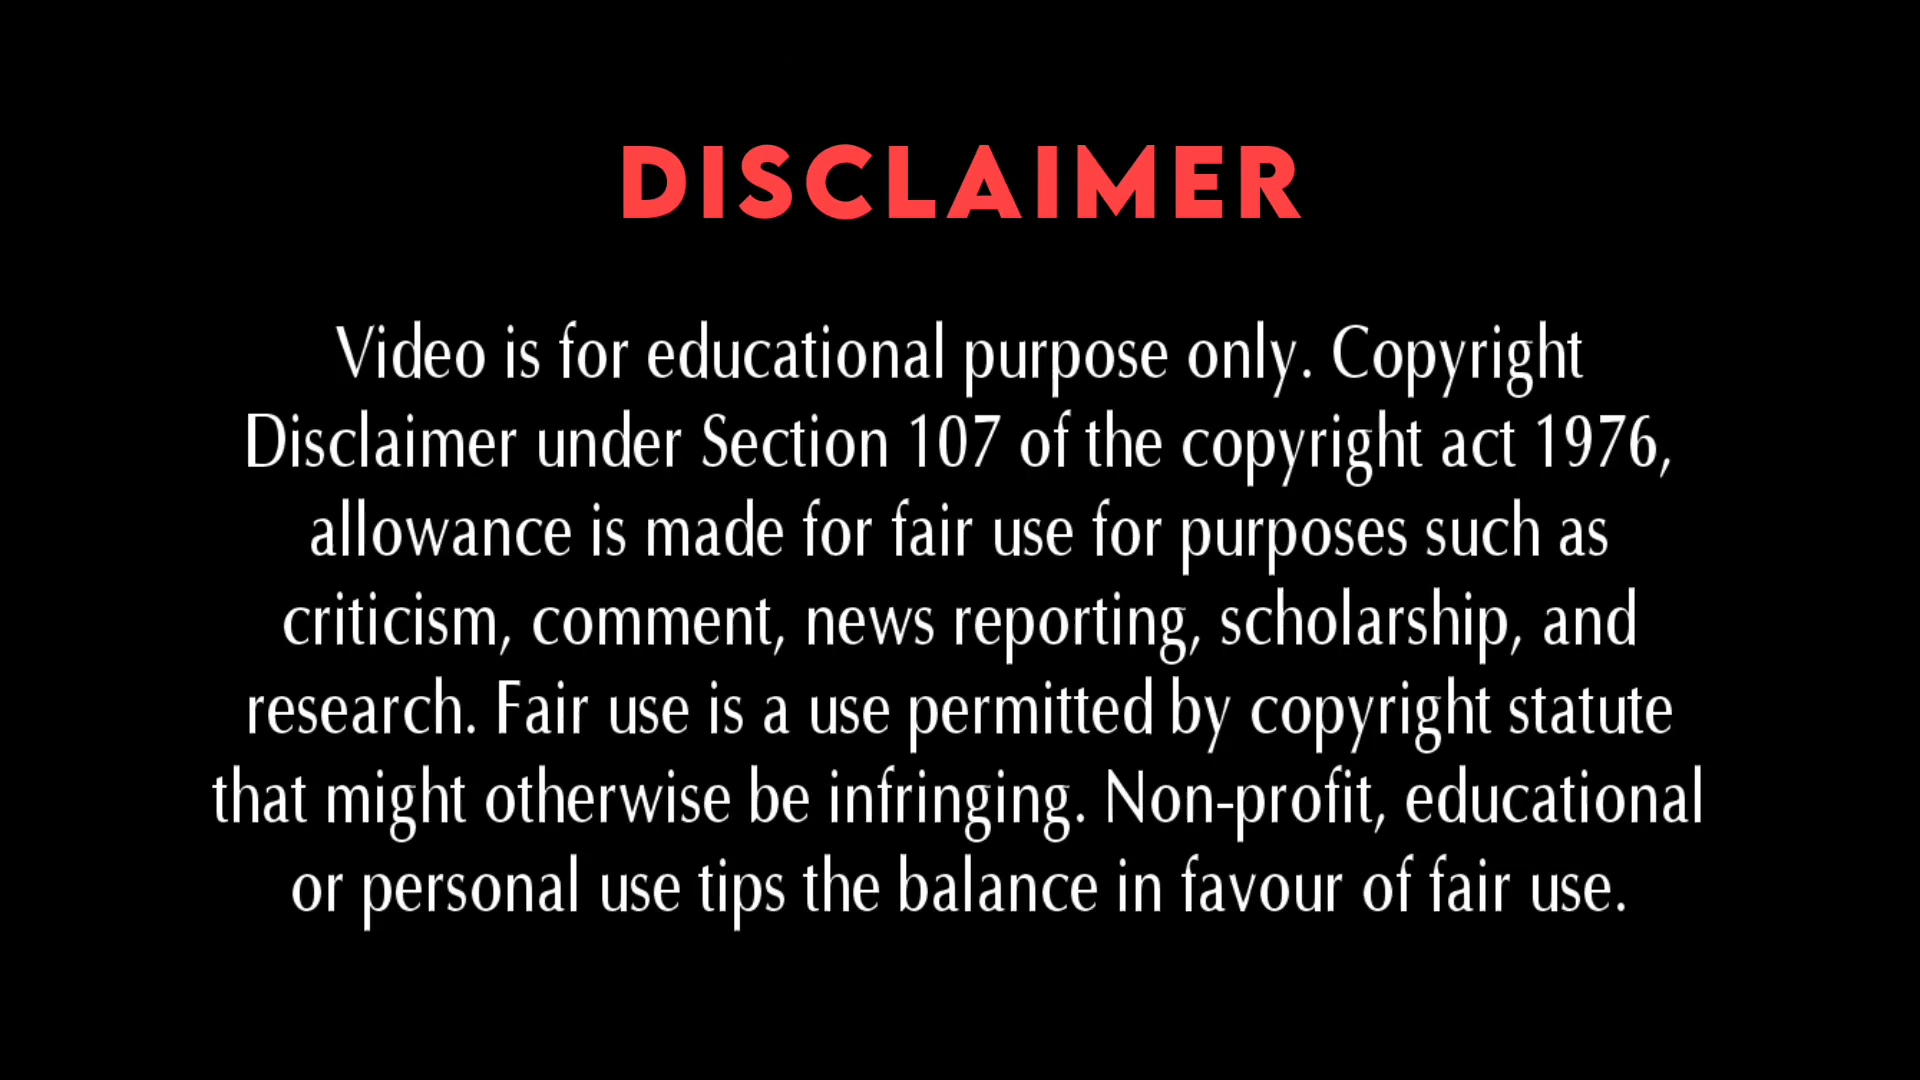 DISCLAIMER
Video is for educational purpose only. Copyright
Disclaimer under Section 107 of the copyright act 1976,
allowance is made for fair use for purposes such as
criticism, comment, news reporting, scholarship, and
research. Fair use is a use permitted by copyright statute
that might otherwise be infringing. Non-profit, educational
or personal use tips the balance in favour of fair use.